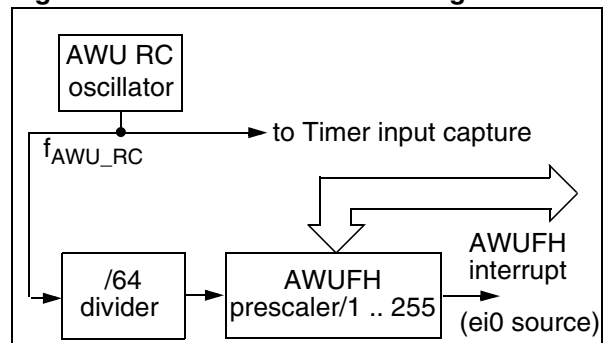 AWU RC
oscillator
to Timer input capture
fAWU_RC
/64
divider
AWUFH
prescaler/1 .. 255
AWUFH
interrupt
(ei0 source)